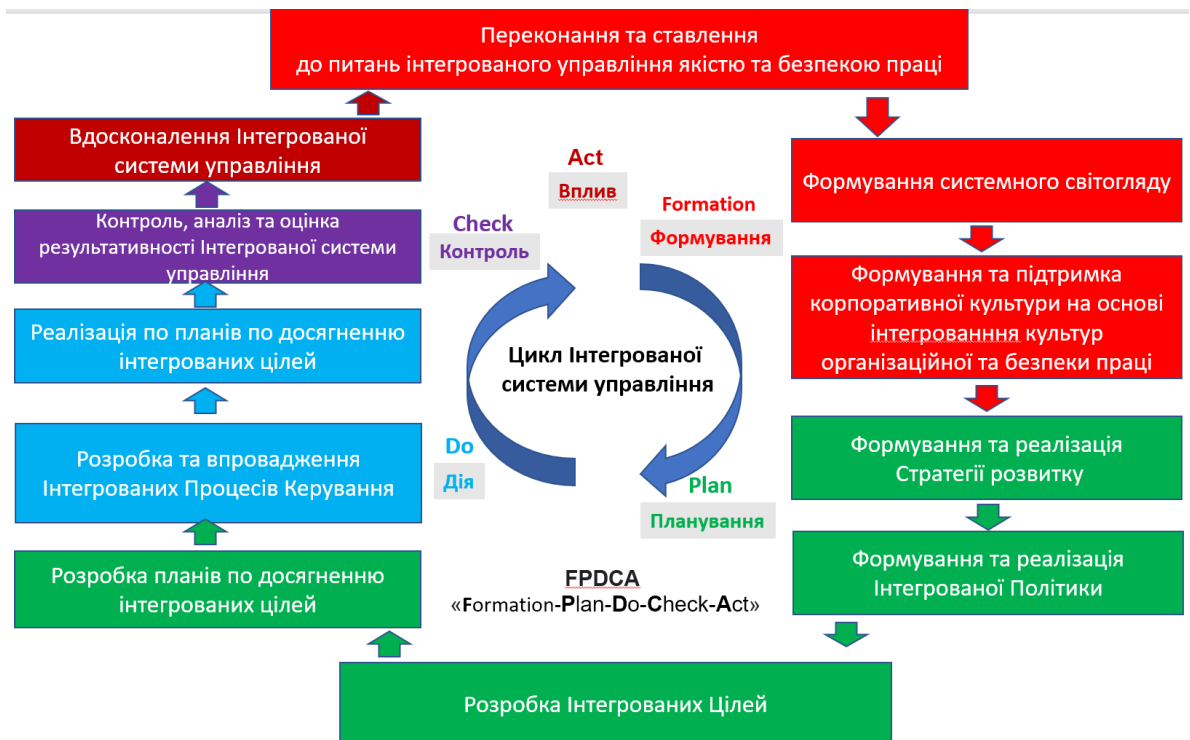 Переконання та ставлення
до питань інтегрованого управління якістю та безпекою праці
Вдосконалення Інтегрованої
системи управління
Контроль, аналіз та оцінка
результативності Інтегрованої системи
управління
Реалізація по планів по досягненню
інтегрованих цілей
Розробка та впровадження
Інтегрованих Процесів Керування
Розробка планів по досягненню
інтегрованих цілей
Act
Вплив
Check
Контроль
Formation
Формування
Цикл Інтегрованої
системи управління
Do
Дія
Plan
Планування
FPDCA
«Formation-Plan-Do-Check-Act»
Формування системного світогляду
Формування та підтримка
корпоративної культури на основі
інтегрованння культур
організаційної та безпеки праці
Формування та реалізація
Стратегії розвитку
Формування та реалізація
Інтегрованої Політики
Розробка Інтегрованих Цілей